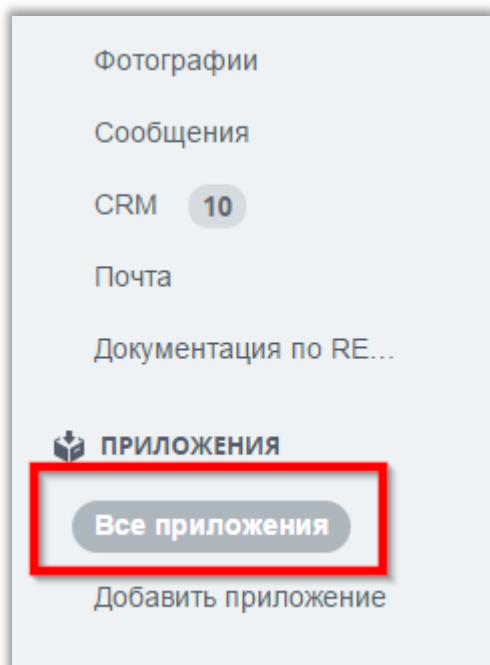 Фотографии
Сообщения
CRM 10
Почта
Документация по RE...
ПРИЛОЖЕНИЯ
Все приложения
Добавить приложение